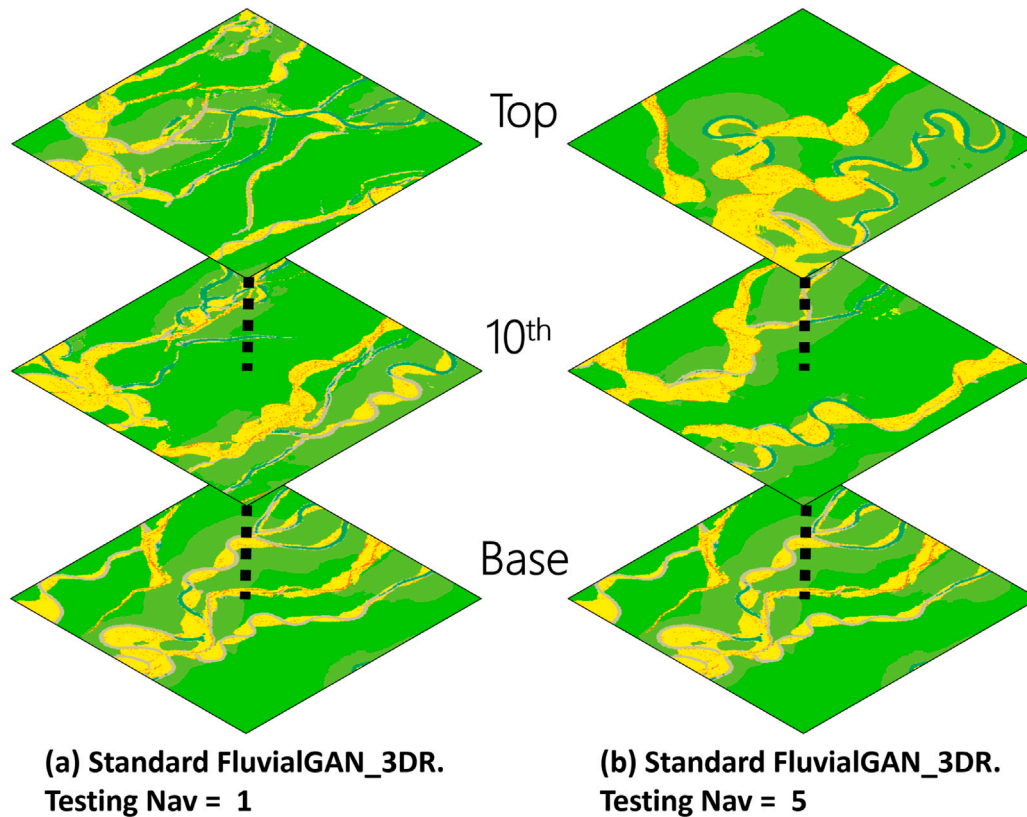 Top
10th
Base
(a) Standard FluvialGAN_3DR.
Testing Nav = 1
(b) Standard FluvialGAN_3DR.
Testing Nav = 5